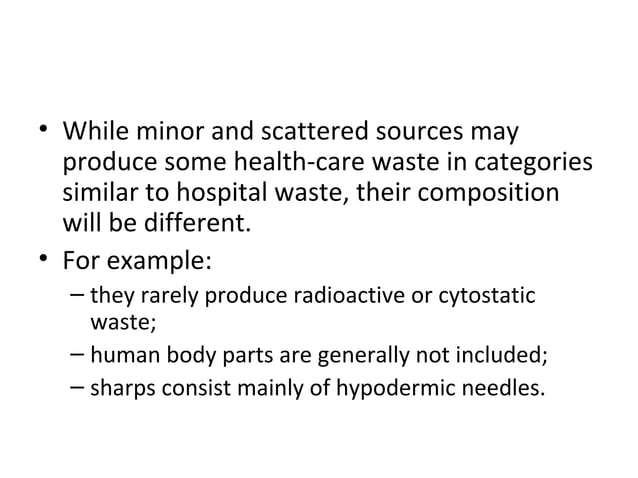 • While minor and scattered sources may
produce some health-care waste in categories
similar to hospital waste, their composition
will be different.
• For example:
– they rarely produce radioactive or cytostatic
waste;
– human body parts are generally not included;
– sharps consist mainly of hypodermic needles.